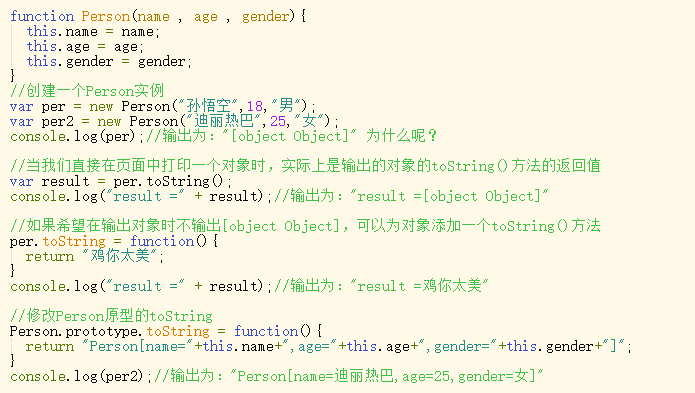 function Person(name , age , gender){
this.name = name;
this.age = age;
this.gender = gender;
}
//创建一个Person实例
var per = new Person("孙悟空",18,"男");
var per2 = new Person("迪丽热巴",25,"女");
console.log(per);//输出为："[object Object]" 为什么呢？
//当我们直接在页面中打印一个对象时，实际上是输出的对象的toString()方法的返回值
var result = per.toString();
console.log("result =" + result);//输出为："result =[object Object]"
//如果希望在输出对象时不输出[object Object]，可以为对象添加一个toString()方法
per.toString = function(){
return "鸡你太美";
}
console.log("result =" + result);//输出为："result =鸡你太美"
//修改Person原型的toString
Person.prototype.toString = function(){
return "Person[name="+this.name+",age="+this.age+",gender="+this.gender+"]";
}
console.log(per2);//输出为："Person[name=迪丽热巴,age=25,gender=女]"